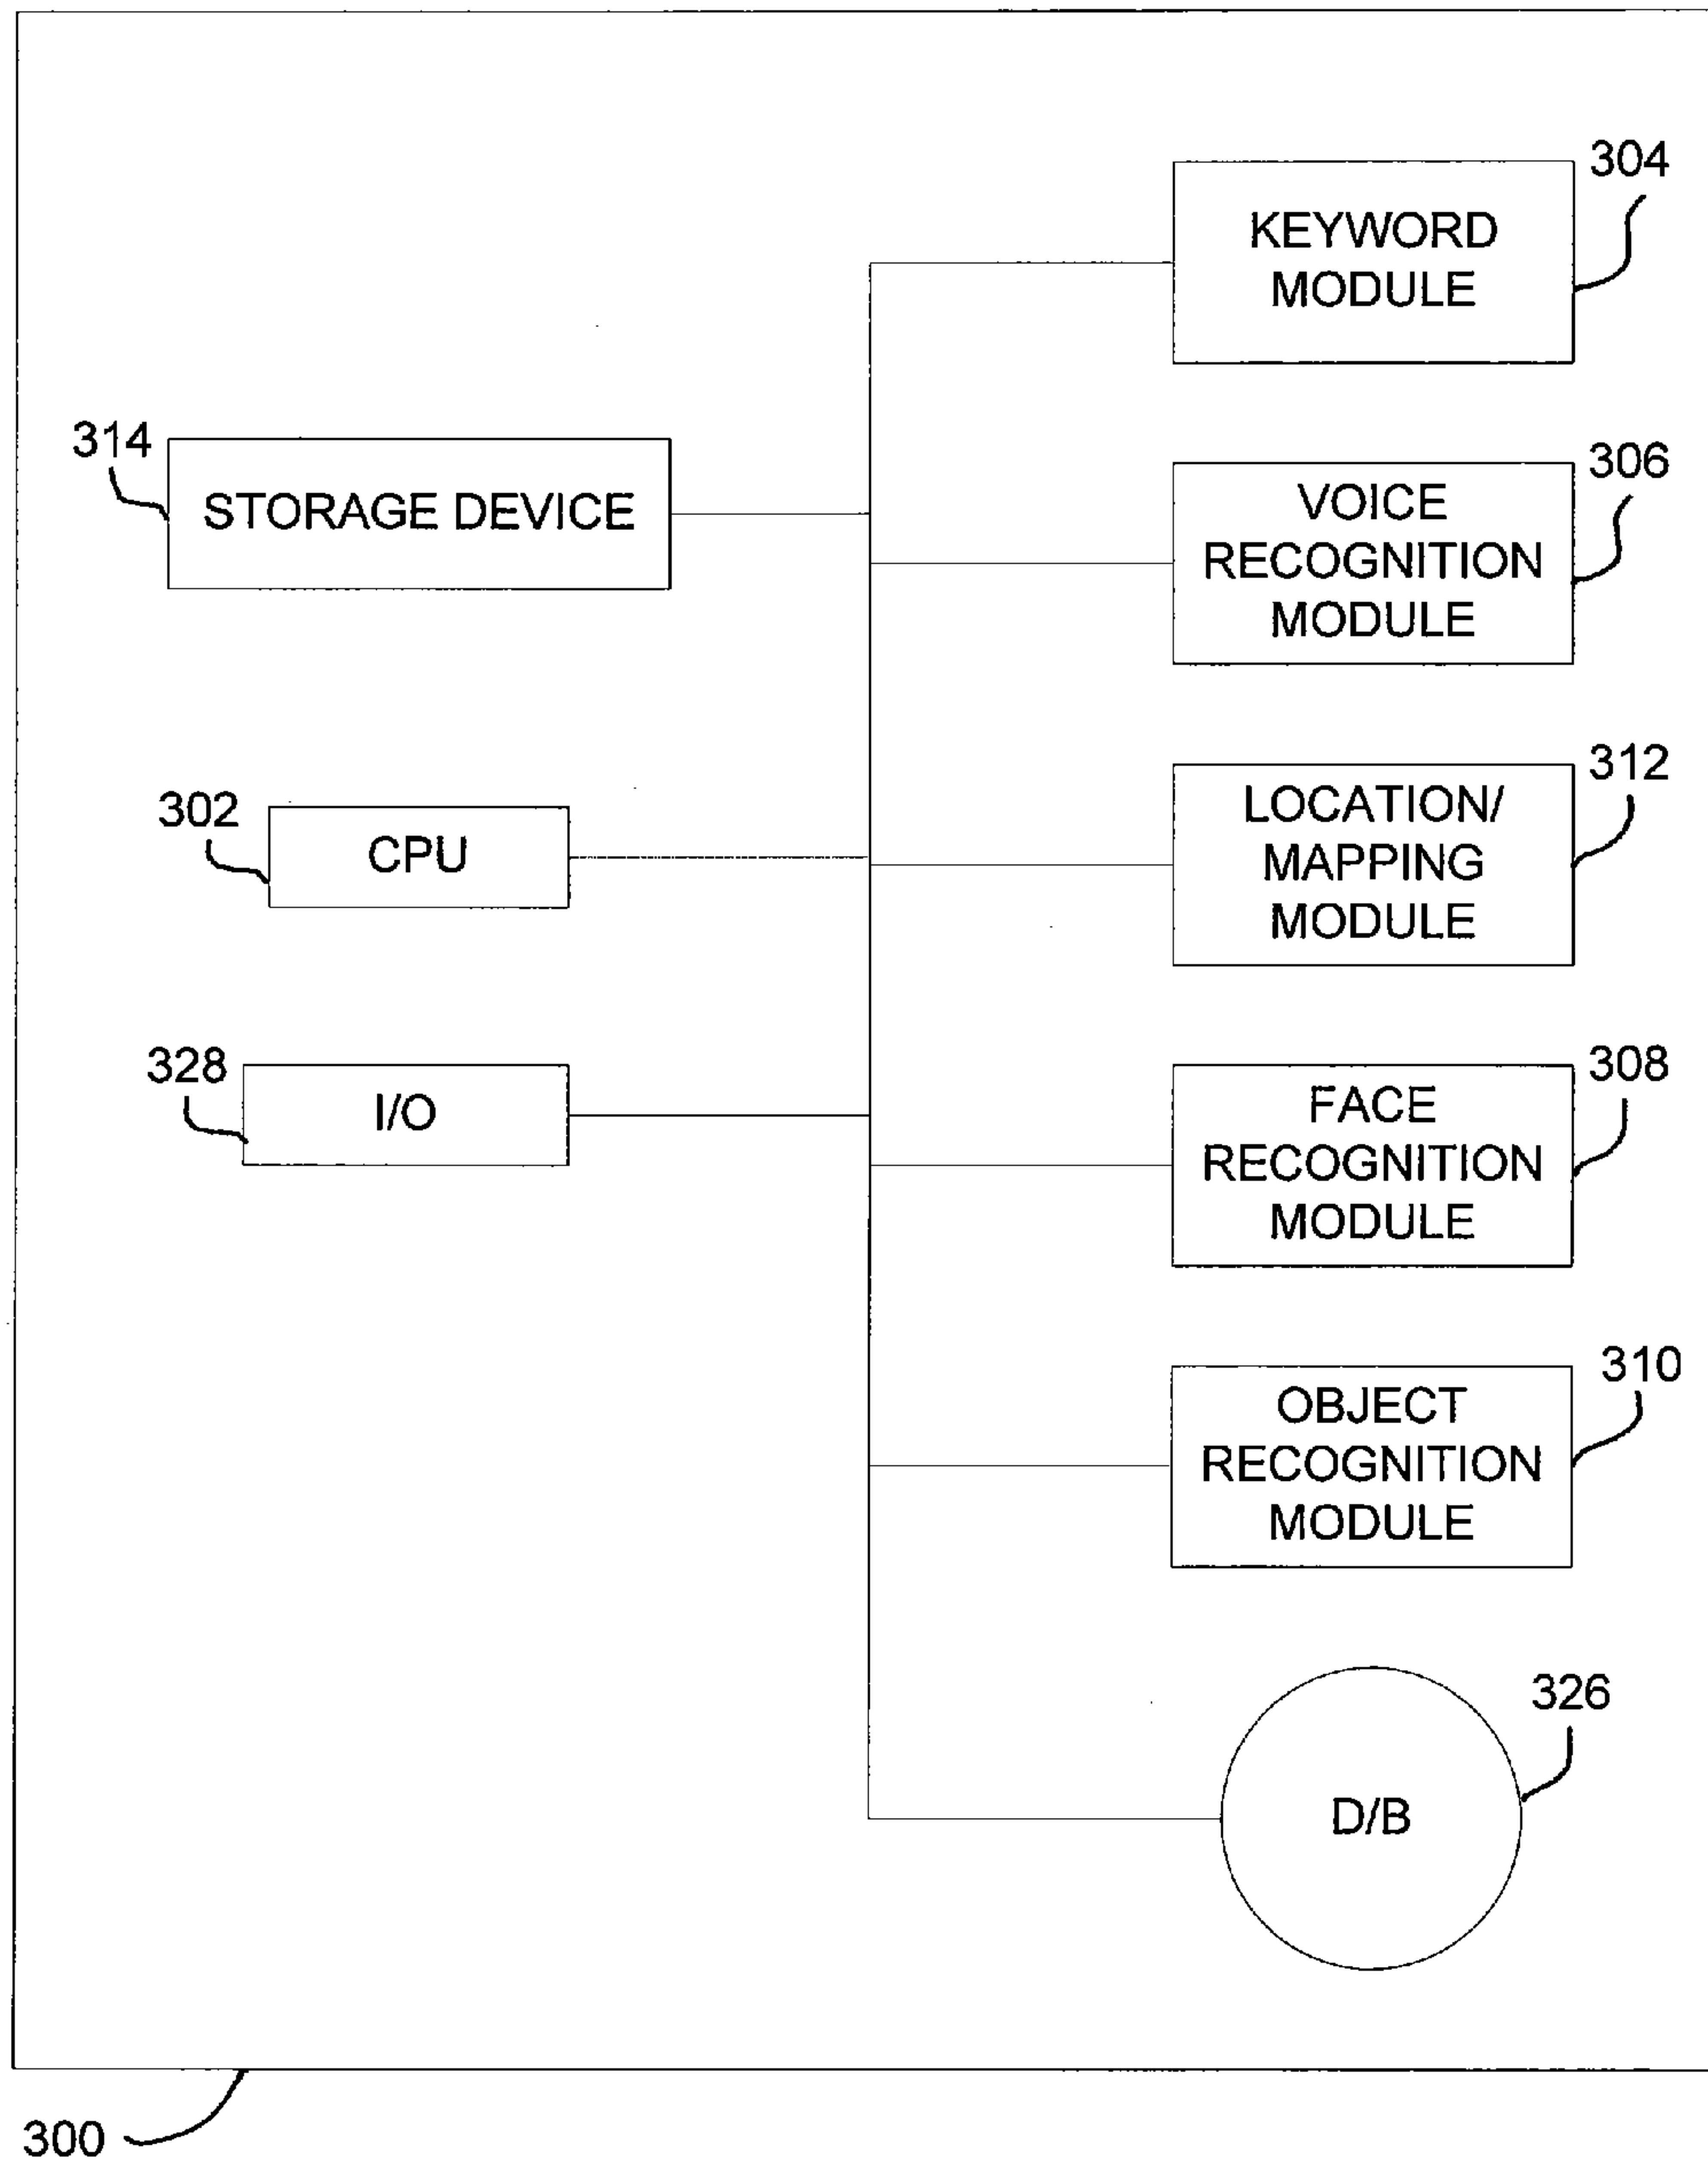 304
KEYWORD
MODULE
314
STORAGE DEVICE
306
VOICE
RECOGNITION
MODULE
302
CPU
312
LOCATION/
MAPPING
MODULE
328
I/O
308
FACE
RECOGNITION
MODULE
310
OBJECT
RECOGNITION
MODULE
326
D/B
300